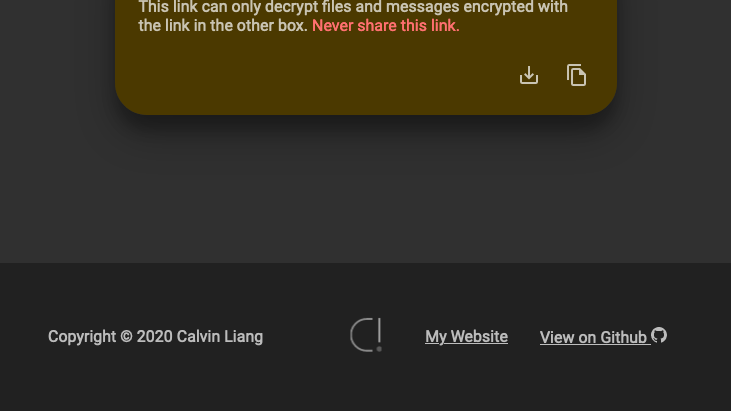 This link can only decrypt files and messages encrypted with
the link in the other box. Never share this link.
Copyright © 2020 Calvin Liang
My Website
View on Github